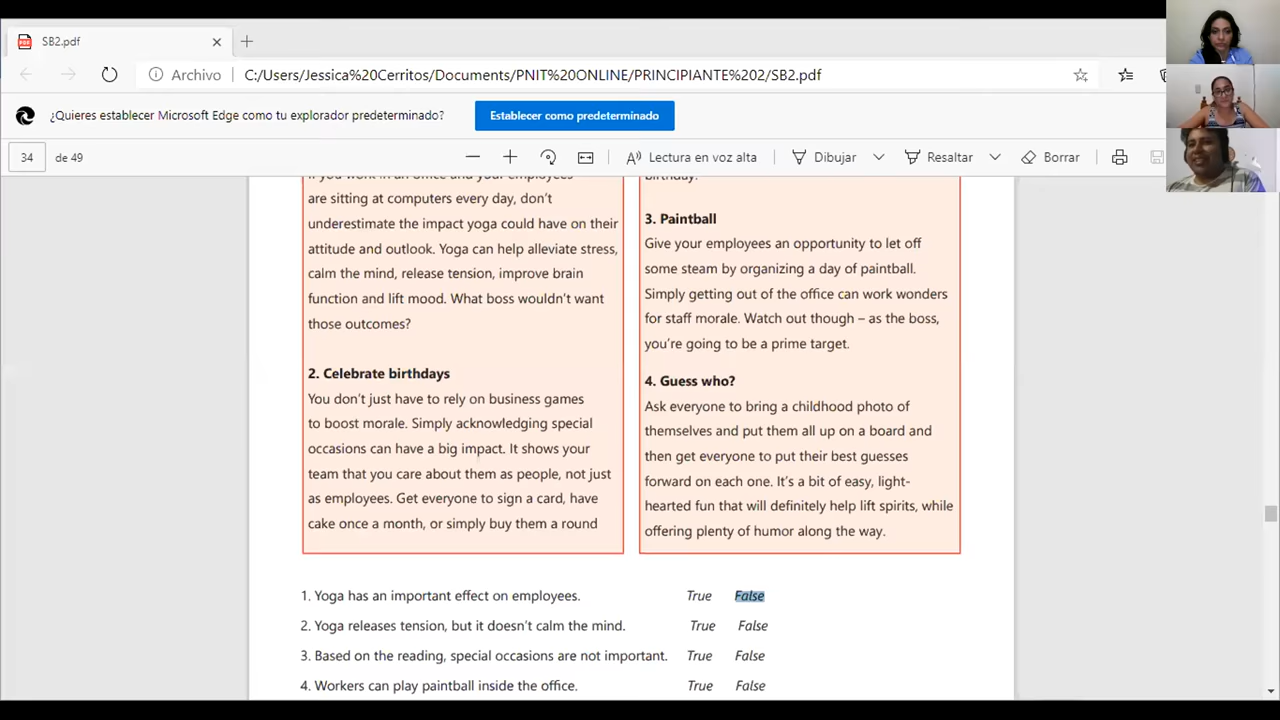 SB2.pdf
Archivo C:/Users/Jessica%20Cerritos/Documents/PNIT%20ONLINE/PRINCIPIANTE%202/SB2.pdf
¿Quieres establecer Microsoft Edge como tu explorador predeterminado? Establecer como predeterminado
34 de 49 Lectura en voz alta Dibujar Resaltar Borrar
If you work in an office and your employees
are sitting at computers every day, don't
underestimate the impact yoga could have on their
attitude and outlook. Yoga can help alleviate stress,
calm the mind, release tension, improve brain
function and lift mood. What boss wouldn't want
those outcomes?
2. Celebrate birthdays
You don't just have to rely on business games
to boost morale. Simply acknowledging special
occasions can have a big impact. It shows your
team that you care about them as people, not just
as employees. Get everyone to sign a card, have
cake once a month, or simply buy them a round
birthday.
3. Paintball
Give your employees an opportunity to let off
some steam by organizing a day of paintball.
Simply getting out of the office can work wonders
for staff morale. Watch out though – as the boss,
you're going to be a prime target.
4. Guess who?
Ask everyone to bring a childhood photo of
themselves and put them all up on a board and
then get everyone to put their best guesses
forward on each one. It's a bit of easy, light-
hearted fun that will definitely help lift spirits, while
offering plenty of humor along the way.
1. Yoga has an important effect on employees. True False
2. Yoga releases tension, but it doesn't calm the mind. True False
3. Based on the reading, special occasions are not important. True False
4. Workers can play paintball inside the office. True False